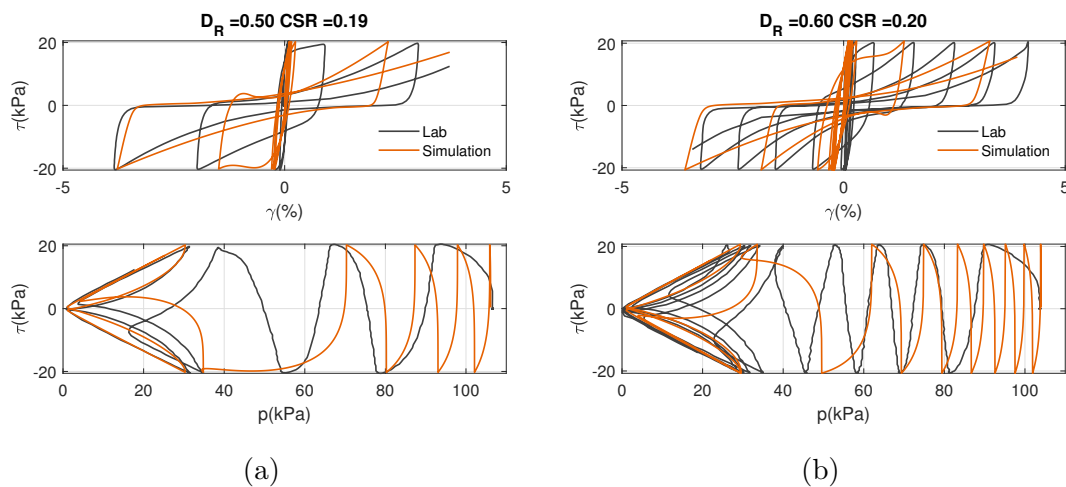 D_R =0.50 CSR =0.19
20
0
-20
τ(kPa)
-5
0
5
γ(%)
Lab
Simulation
20
0
-20
τ(kPa)
0
20
40
60
80
100
p(kPa)
(a)
D_R =0.60 CSR =0.20
20
0
-20
τ(kPa)
-5
0
5
γ(%)
Lab
Simulation
20
0
-20
τ(kPa)
0
20
40
60
80
100
p(kPa)
(b)